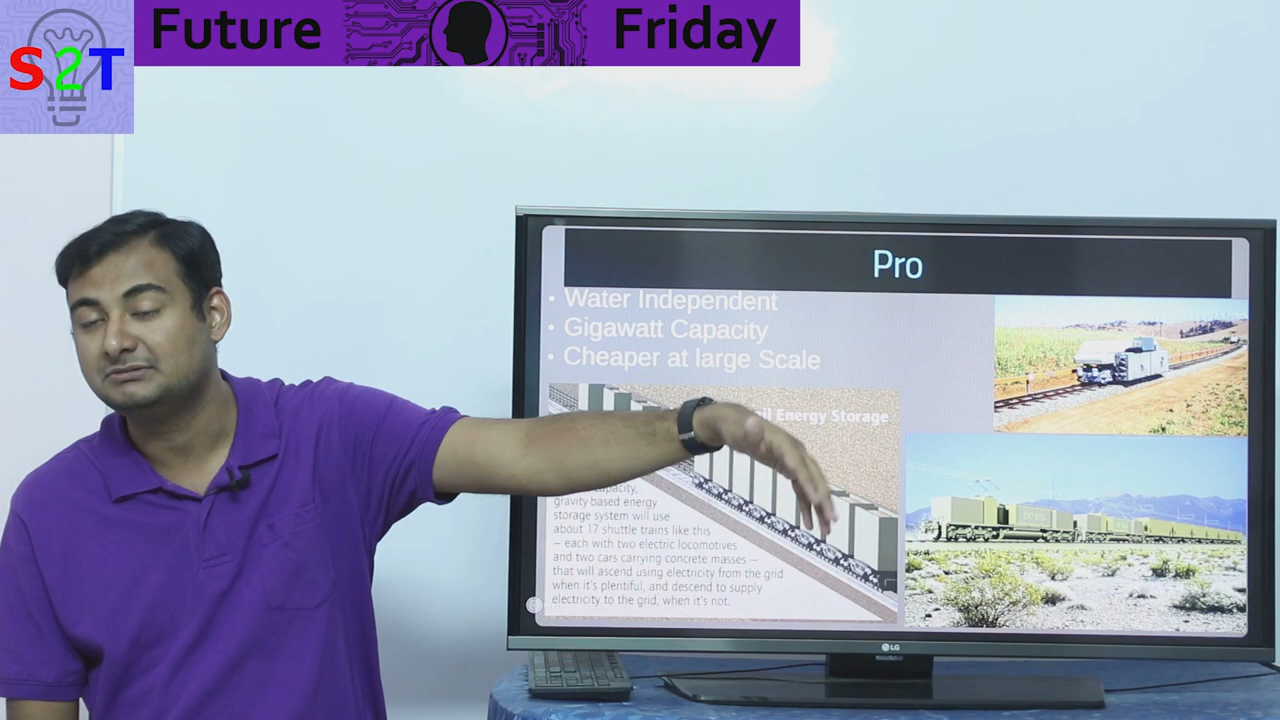 Future Friday
S2T
Pro
• Water Independent
• Gigawatt Capacity
• Cheaper at large Scale
Energy Storage
capacity,
gravity-based energy
storage system will use
about 17 shuttle trains like this
– each with two electric locomotives
and two cars carrying concrete masses –
that will ascend using electricity from the grid
when it's plentiful, and descend to supply
electricity to the grid, when it's not.
LG